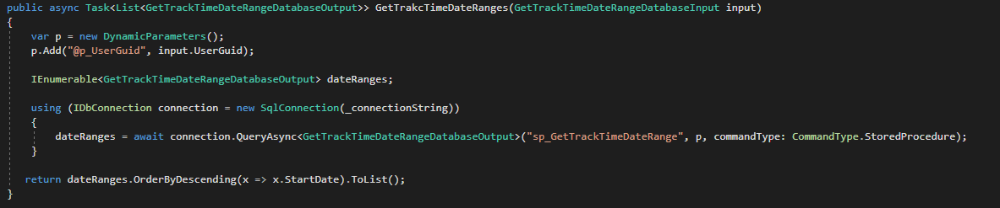 public async Task<List<GetTrackTimeDateRangeDatabaseOutput>> GetTrakcTimeDateRanges(GetTrackTimeDateRangeDatabaseInput input)
{
var p = new DynamicParameters();
p.Add("@p_UserGuid", input.UserGuid);
IEnumerable<GetTrackTimeDateRangeDatabaseOutput> dateRanges;
using (IDbConnection connection = new SqlConnection(_connectionString))
{
dateRanges = await connection.QueryAsync<GetTrackTimeDateRangeDatabaseOutput>("sp_GetTrackTimeDateRange", p, commandType: CommandType.StoredProcedure);
}
return dateRanges.OrderByDescending(x => x.StartDate).ToList();
}